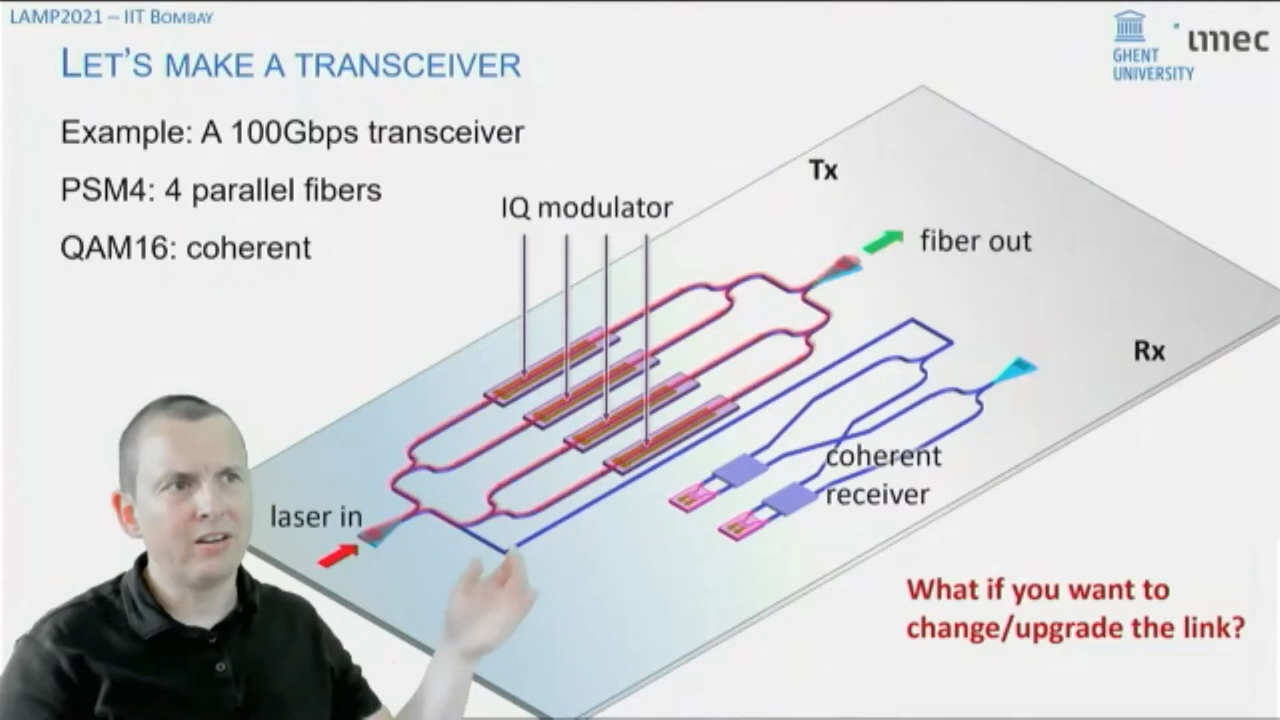 LAMP2021 – IIT BOMBAY
GHENT
UNIVERSITY
imec
LET'S MAKE A TRANSCEIVER
Example: A 100Gbps transceiver
PSM4: 4 parallel fibers
QAM16: coherent
IQ modulator
Tx
fiber out
Rx
coherent
receiver
laser in
What if you want to
change/upgrade the link?